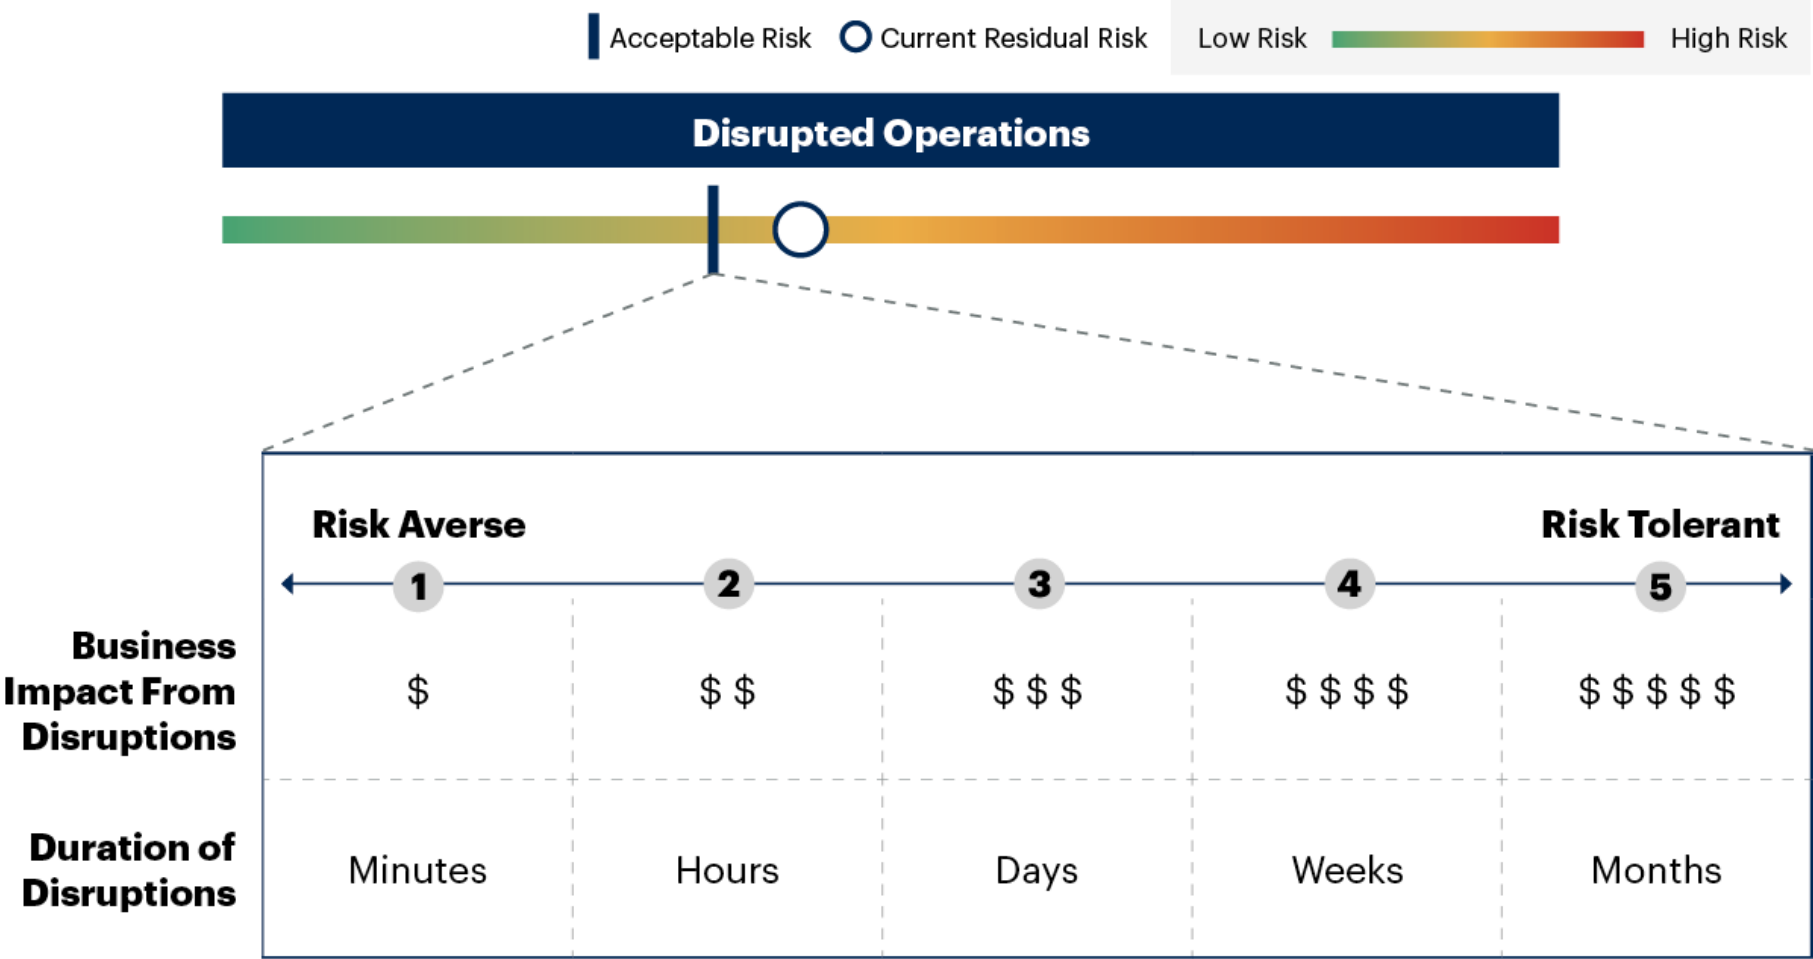 Acceptable Risk Current Residual Risk Low Risk High Risk
Disrupted Operations
Risk Averse Risk Tolerant
1 2 3 4 5
Business
Impact From
Disruptions
$ $ $ $ $ $ $ $ $ $ $ $ $ $ $
Duration of
Disruptions
Minutes Hours Days Weeks Months